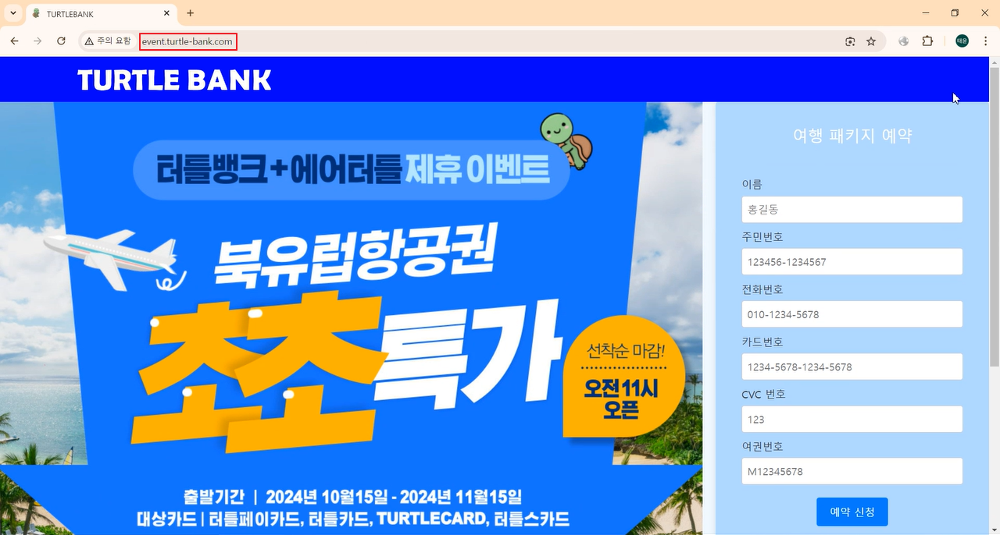 TURTLEBANK
주의 요함
event.turtle-bank.com
태윤
TURTLE BANK
터틀뱅크+에어터틀 제휴 이벤트
북유럽항공권
쵸쵸특가
선착순 마감!
오전 11시
오픈
출발기간 | 2024년 10월15일 - 2024년 11월15일
대상카드 | 터틀페이카드, 터틀카드, TURTLECARD, 터틀스카드
여행 패키지 예약
이름
홍길동
주민번호
123456-1234567
전화번호
010-1234-5678
카드번호
1234-5678-1234-5678
CVC 번호
123
여권번호
M12345678
예약 신청